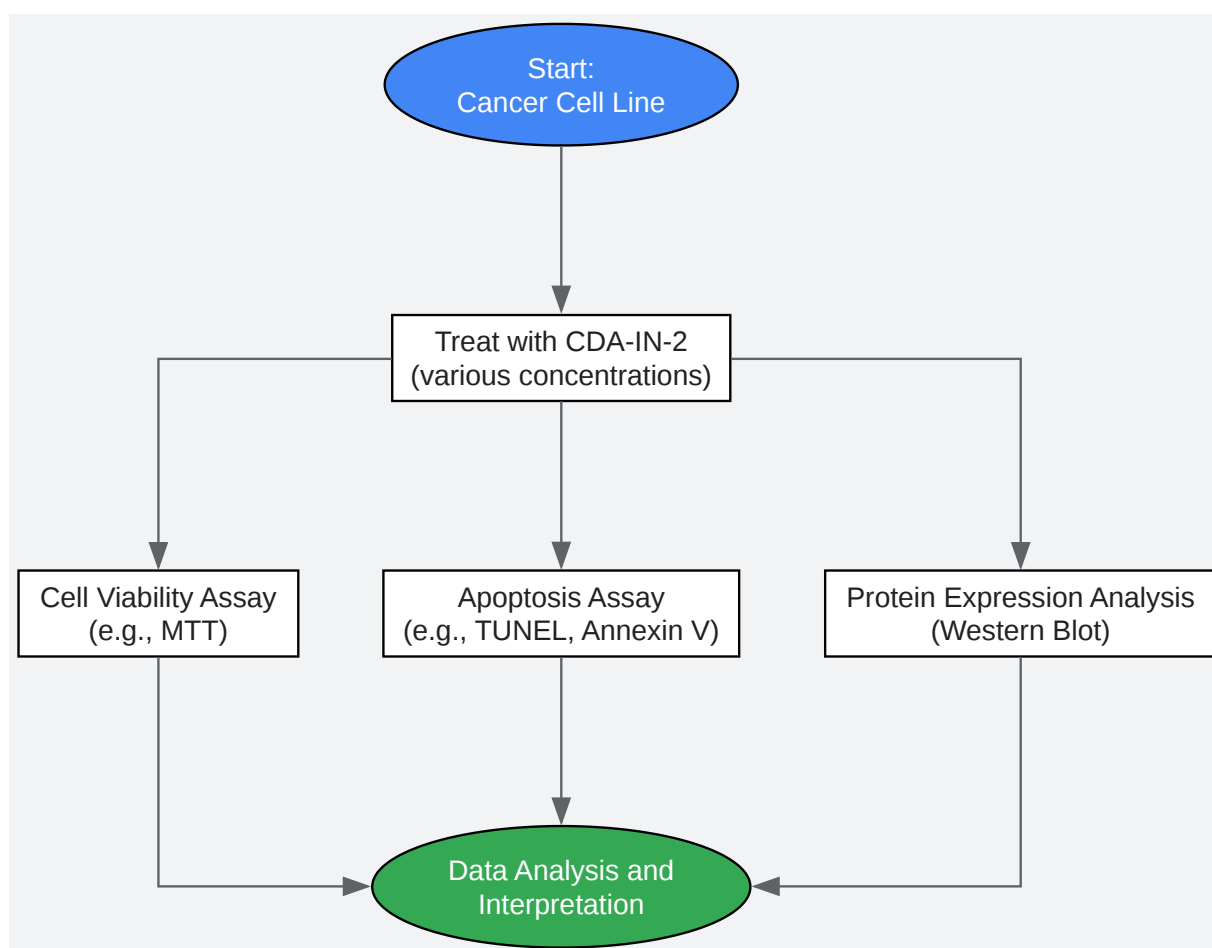 Start:
Cancer Cell Line
Treat with CDA-IN-2
(various concentrations)
Cell Viability Assay
(e.g., MTT)
Apoptosis Assay
(e.g., TUNEL, Annexin V)
Protein Expression Analysis
(Western Blot)
Data Analysis and
Interpretation